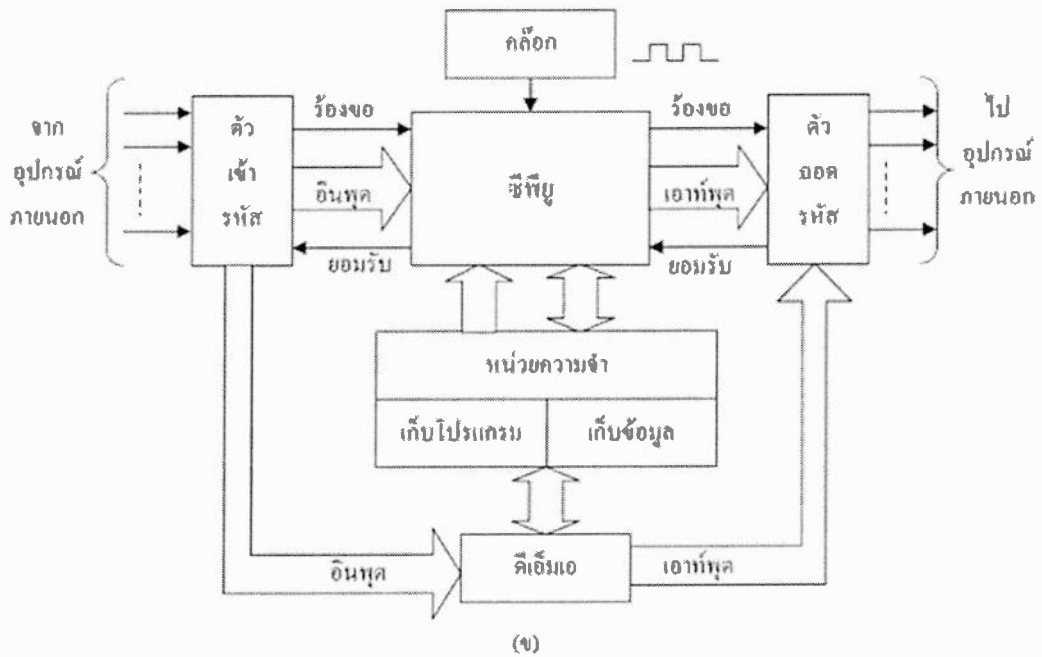 คล๊อก
จาก
อุปกรณ์
ภายนอก
ตัว
เข้า
รหัส
ร้องขอ
อินพุต
ยอมรับ
ซีพียู
ร้องขอ
เอาท์พุต
ยอมรับ
ตัว
ถอด
รหัส
ไป
อุปกรณ์
ภายนอก
หน่วยความจำ
เก็บโปรแกรม
เก็บข้อมูล
อินพุต
ดีเอ็มเอ
เอาท์พุต
(ข)